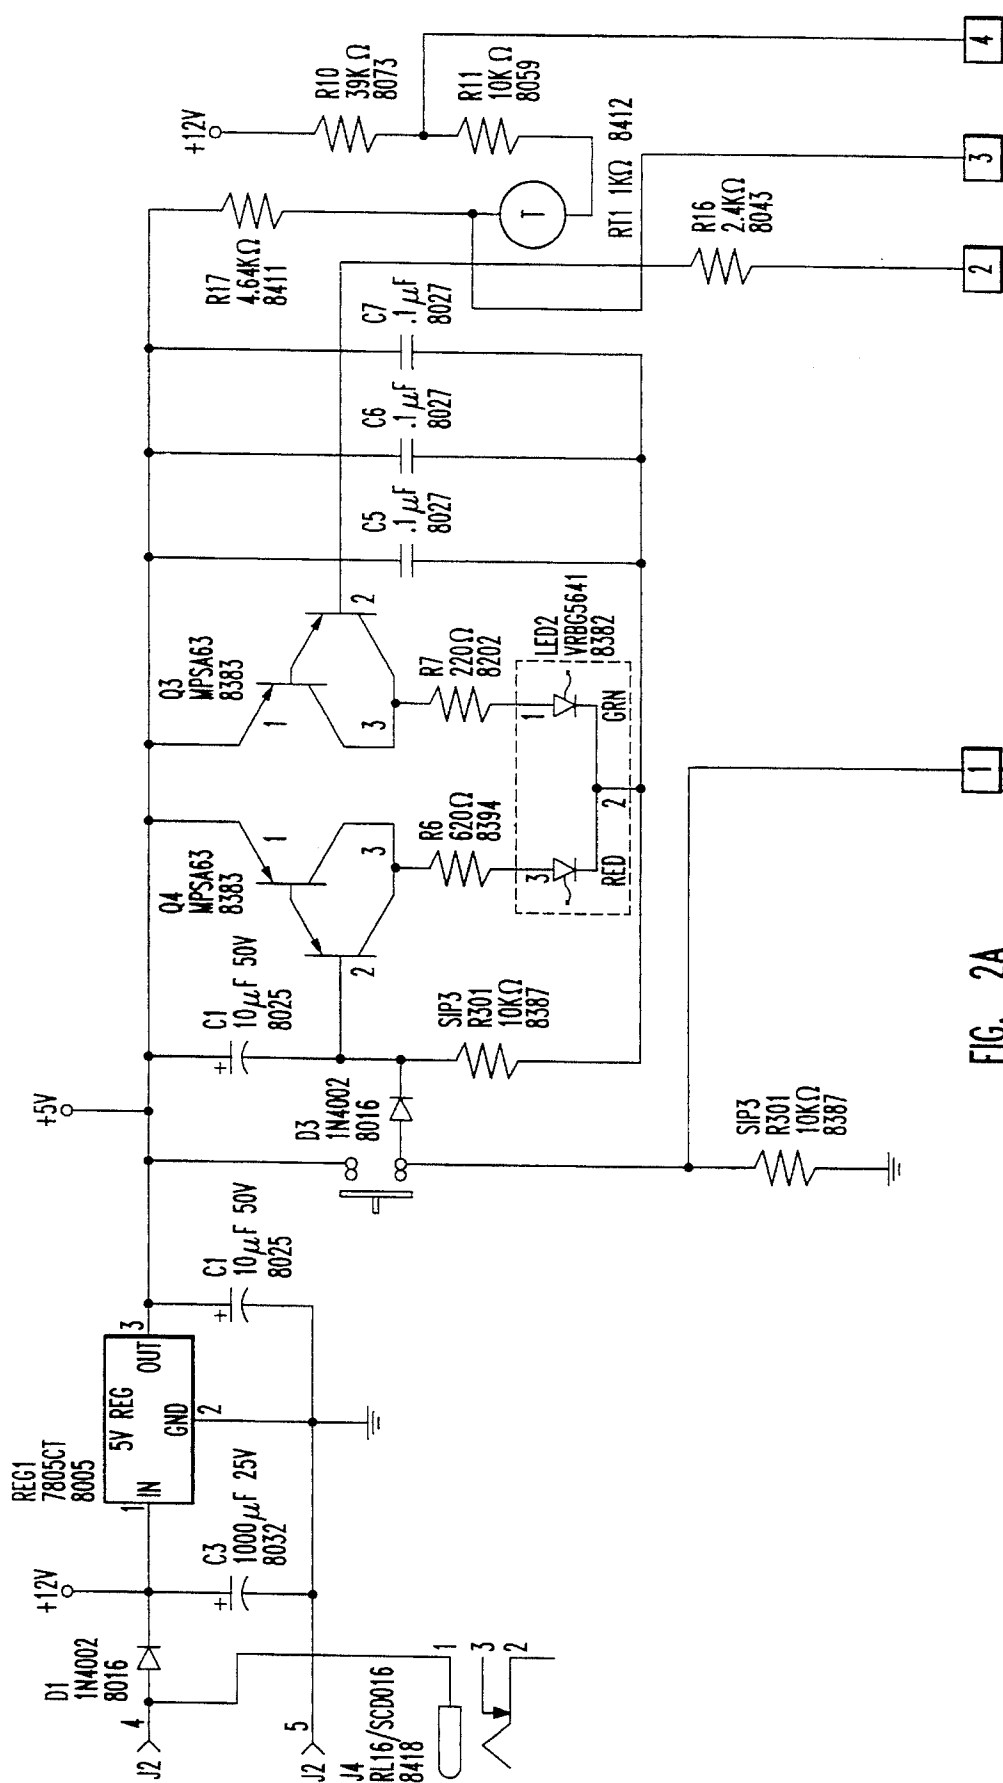 REG1
7805CT
8005
5V REG
IN
OUT
GND
1
3
2
+12V
D1
1N4002
8016
J2
4
C3
1000µF 25V
8032
+
J2
5
J4
RL16/SCD016
8418
1
3
2
C1
10µF 50V
8025
+
+5V
D3
1N4002
8016
C1
10µF 50V
8025
+
SIP3
R301
10KΩ
8387
SIP3
R301
10KΩ
8387
Q4
MPSA63
8383
1
2
3
Q3
MPSA63
8383
1
2
3
R6
620Ω
8394
R7
220Ω
8202
LED2
VRBG5641
8382
3
1
RED
2
GRN
C5
.1µF
8027
C6
.1µF
8027
C7
.1µF
8027
R17
4.64KΩ
8411
+12V
R10
39KΩ
8073
R11
10KΩ
8059
T
RT1 1KΩ 8412
R16
2.4KΩ
8043
1
2
3
4
FIG. 2A